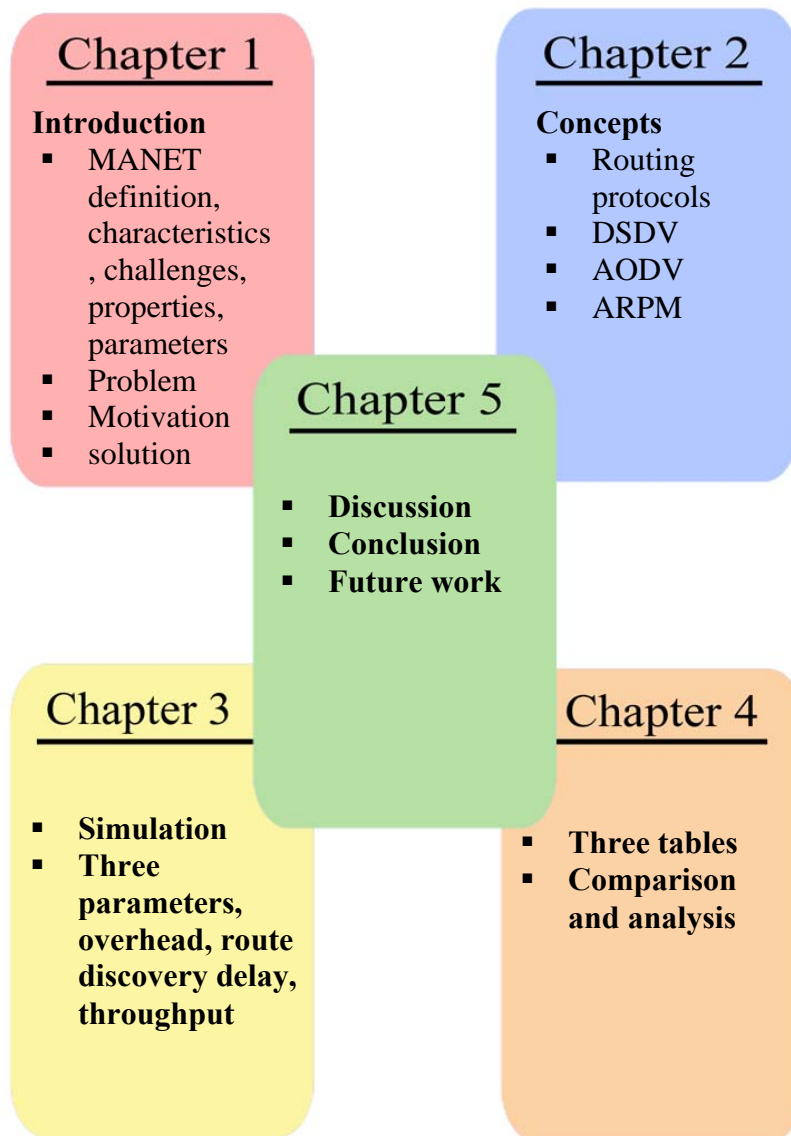 Chapter 1
Introduction
▪ MANET
definition,
characteristics
, challenges,
properties,
parameters
▪ Problem
▪ Motivation
▪ solution
Chapter 2
Concepts
▪ Routing
protocols
▪ DSDV
▪ AODV
▪ ARPM
Chapter 5
▪ Discussion
▪ Conclusion
▪ Future work
Chapter 3
▪ Simulation
▪ Three
parameters,
overhead, route
discovery delay,
throughput
Chapter 4
▪ Three tables
▪ Comparison
and analysis